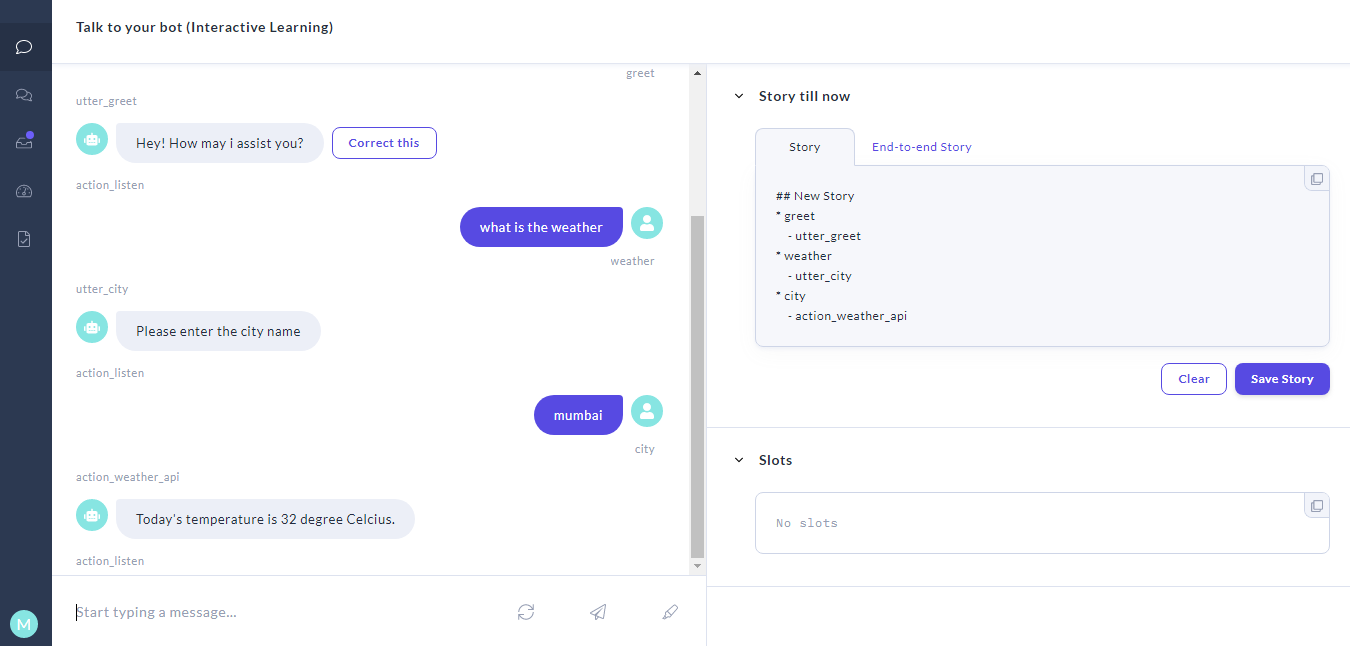 Talk to your bot (Interactive Learning)
greet
utter_greet
Hey! How may i assist you?
Correct this
action_listen
what is the weather
weather
utter_city
Please enter the city name
action_listen
mumbai
city
action_weather_api
Today's temperature is 32 degree Celcius.
action_listen
Start typing a message...
M
Story till now
Story
End-to-end Story
## New Story
* greet
- utter_greet
* weather
- utter_city
* city
- action_weather_api
Clear
Save Story
Slots
No slots